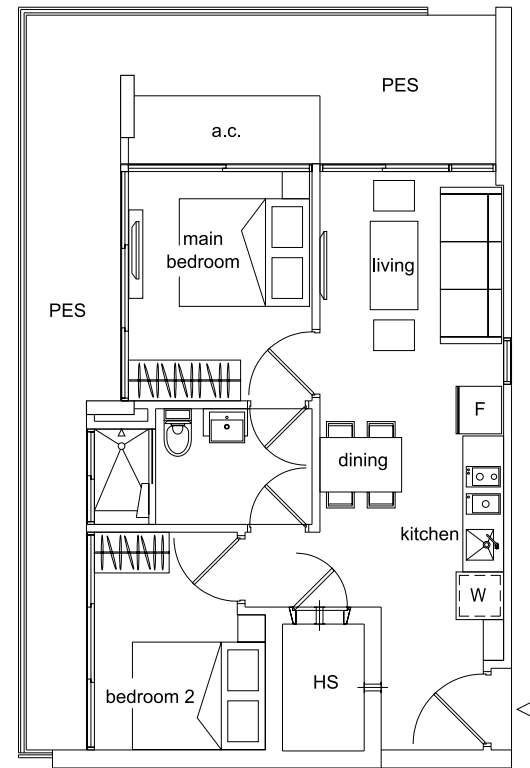 PES
a.c.
main
bedroom
living
PES
F
dining
kitchen
W
HS
bedroom 2